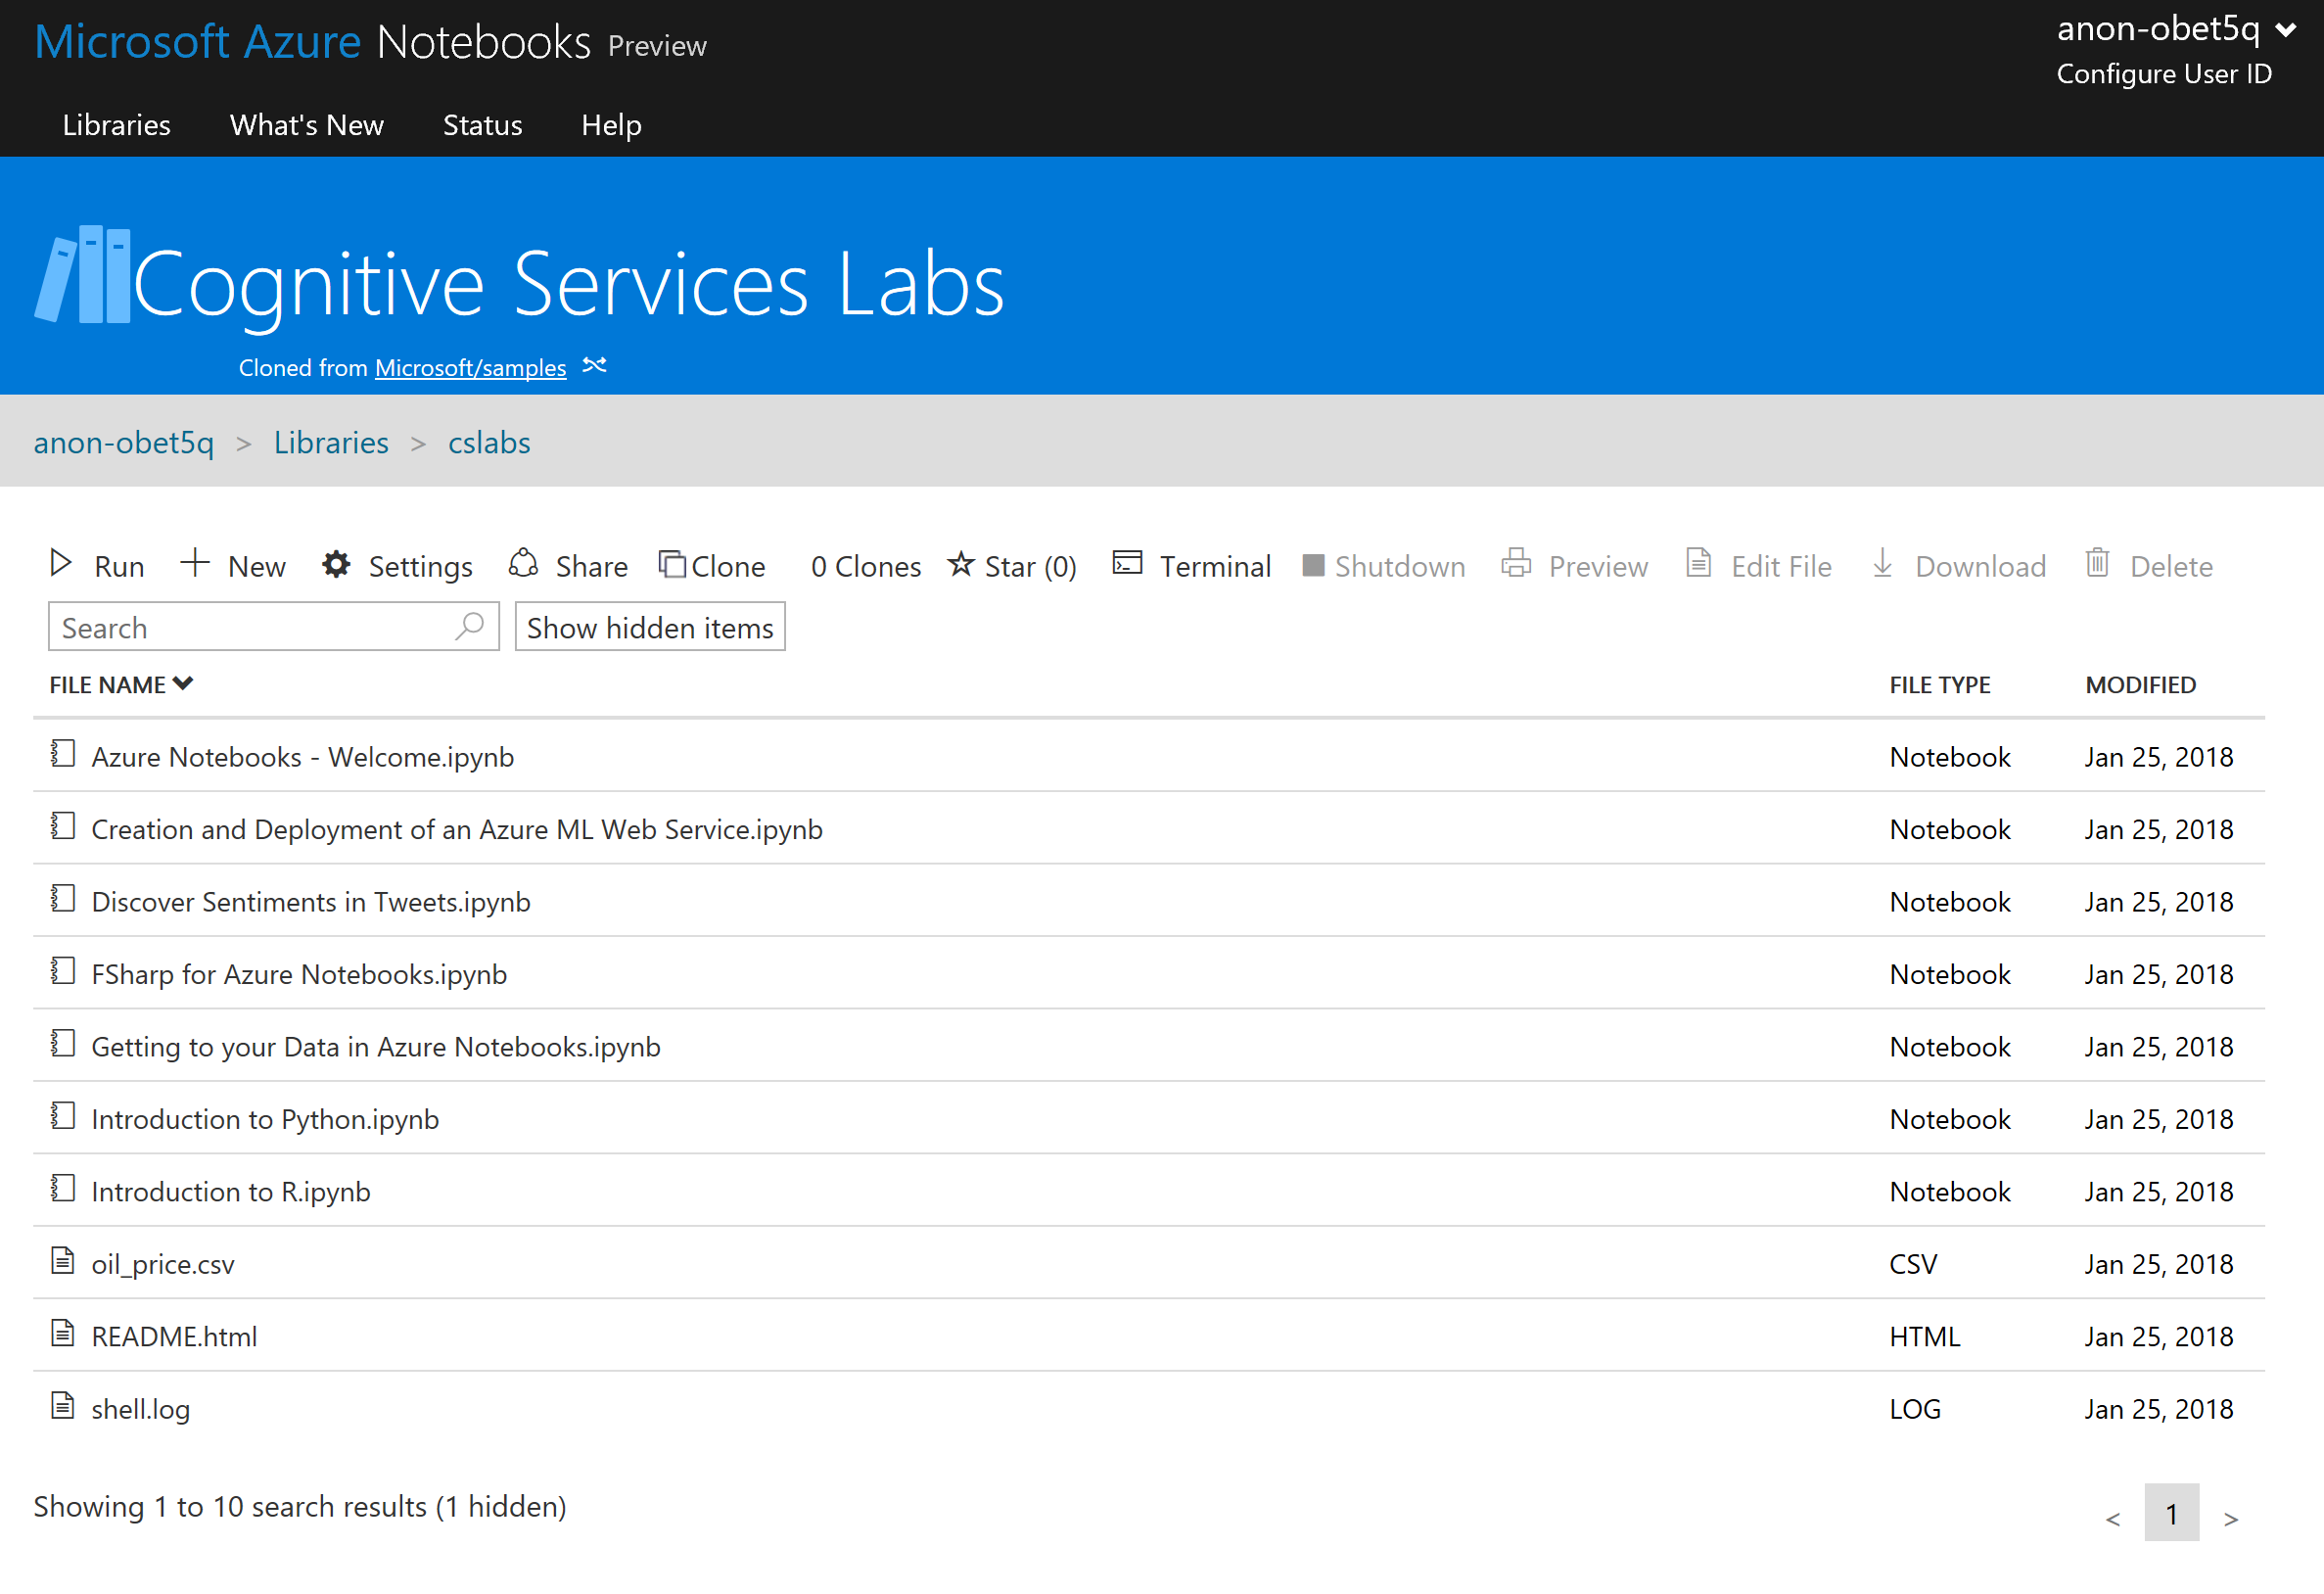 Microsoft Azure Notebooks Preview
anon-obet5q
Configure User ID
Libraries What's New Status Help
Cognitive Services Labs
Cloned from Microsoft/samples
anon-obet5q > Libraries > cslabs
Run New Settings Share Clone 0 Clones Star (0) Terminal Shutdown Preview Edit File Download Delete
Search Show hidden items
FILE NAME FILE TYPE MODIFIED
Azure Notebooks - Welcome.ipynb Notebook Jan 25, 2018
Creation and Deployment of an Azure ML Web Service.ipynb Notebook Jan 25, 2018
Discover Sentiments in Tweets.ipynb Notebook Jan 25, 2018
FSharp for Azure Notebooks.ipynb Notebook Jan 25, 2018
Getting to your Data in Azure Notebooks.ipynb Notebook Jan 25, 2018
Introduction to Python.ipynb Notebook Jan 25, 2018
Introduction to R.ipynb Notebook Jan 25, 2018
oil_price.csv CSV Jan 25, 2018
README.html HTML Jan 25, 2018
shell.log LOG Jan 25, 2018
Showing 1 to 10 search results (1 hidden) < 1 >